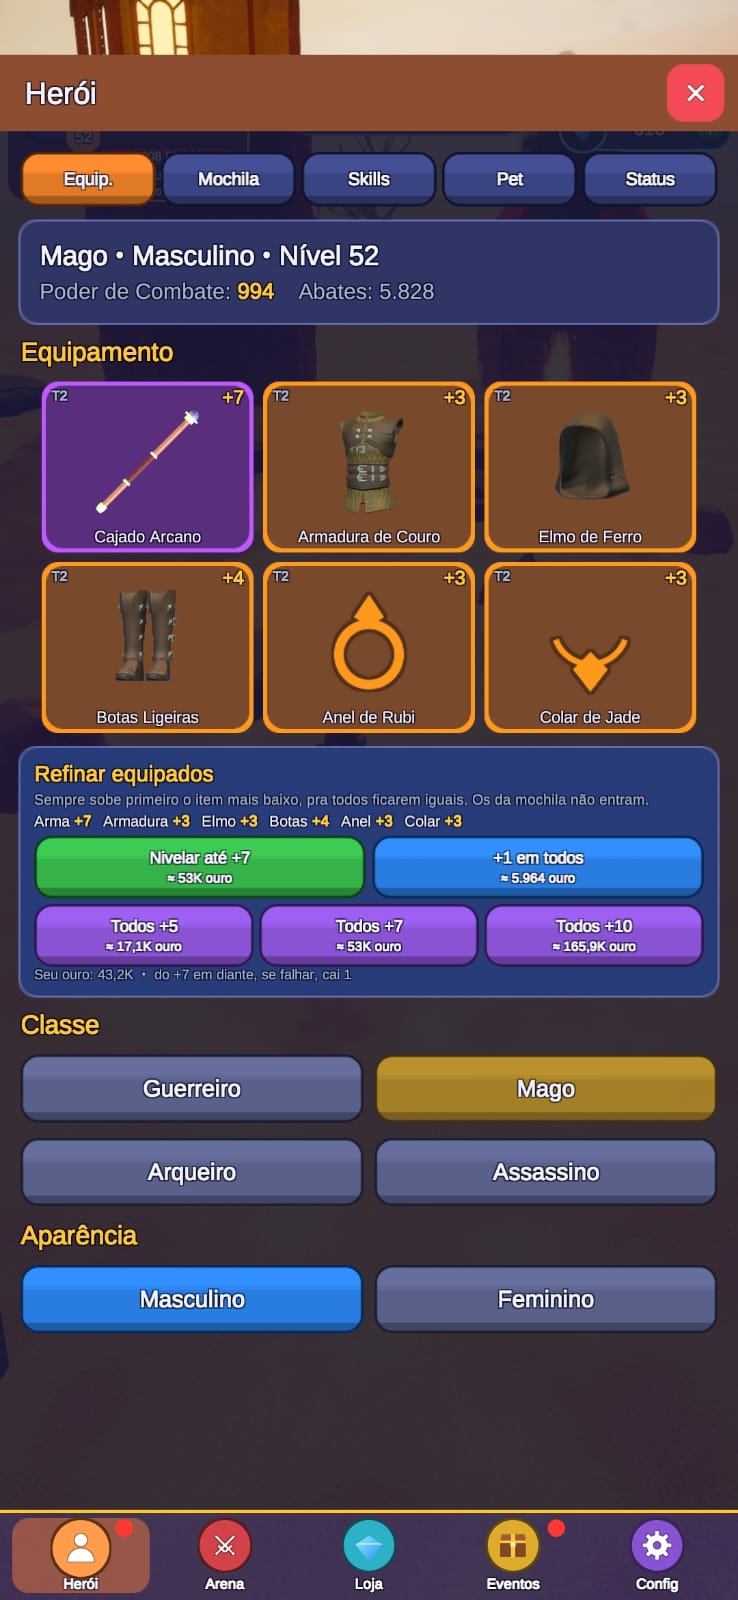 Herói
52
Equip.
Mochila
Skills
Pet
Status
Mago • Masculino • Nível 52
Poder de Combate: 994 Abates: 5.828
Equipamento
T2 +7
Cajado Arcano
T2 +3
Armadura de Couro
T2 +3
Elmo de Ferro
T2 +4
Botas Ligeiras
T2 +3
Anel de Rubi
T2 +3
Colar de Jade
Refinar equipados
Sempre sobe primeiro o item mais baixo, pra todos ficarem iguais. Os da mochila não entram.
Arma +7 Armadura +3 Elmo +3 Botas +4 Anel +3 Colar +3
Nivelar até +7
≈ 53K ouro
+1 em todos
≈ 5.964 ouro
Todos +5
≈ 17,1K ouro
Todos +7
≈ 53K ouro
Todos +10
≈ 165,9K ouro
Seu ouro: 43,2K • do +7 em diante, se falhar, cai 1
Classe
Guerreiro
Mago
Arqueiro
Assassino
Aparência
Masculino
Feminino
Herói
Arena
Loja
Eventos
Config